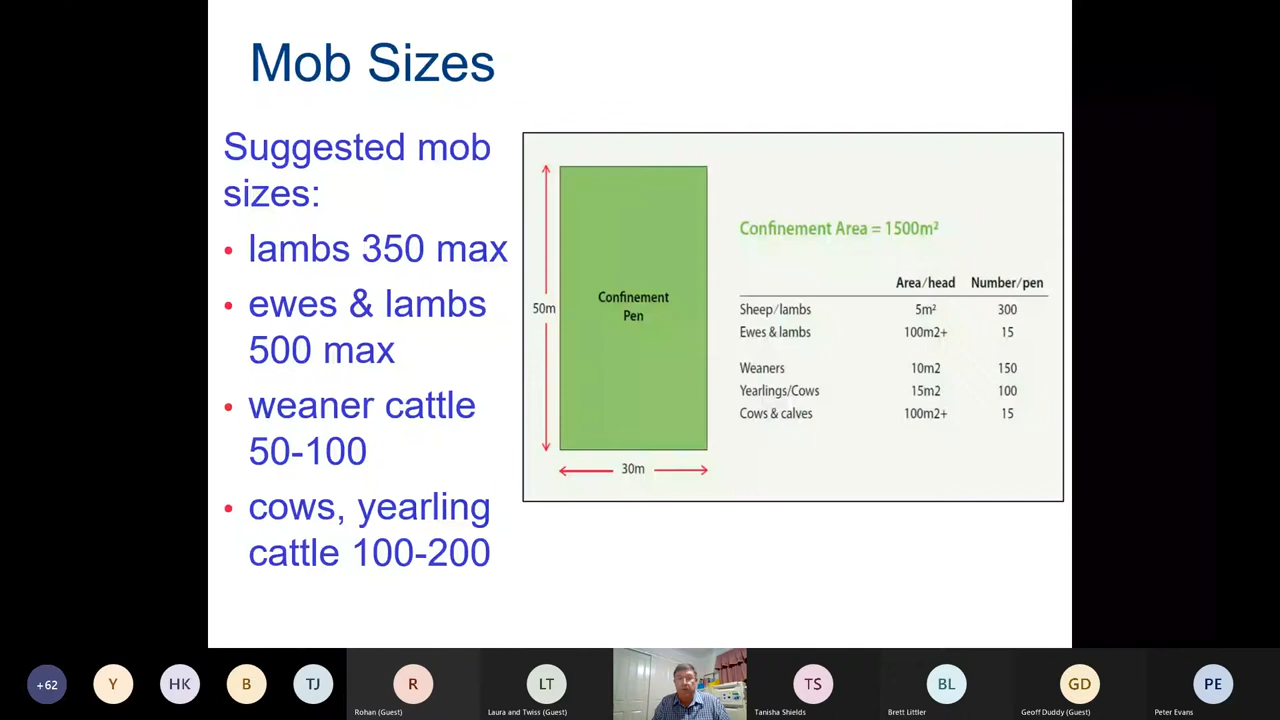 Mob Sizes
Suggested mob
sizes:
• lambs 350 max
• ewes & lambs
500 max
• weaner cattle
50-100
• cows, yearling
cattle 100-200
50m
Confinement
Pen
30m
Confinement Area = 1500m²
Area/head Number/pen
Sheep/lambs 5m² 300
Ewes & lambs 100m2+ 15
Weaners 10m2 150
Yearlings/Cows 15m2 100
Cows & calves 100m2+ 15
+62 Y HK B TJ R LT TS BL GD PE
Rohan (Guest) Laura and Twiss (Guest) Tanisha Shields Brett Littler Geoff Duddy (Guest) Peter Evans